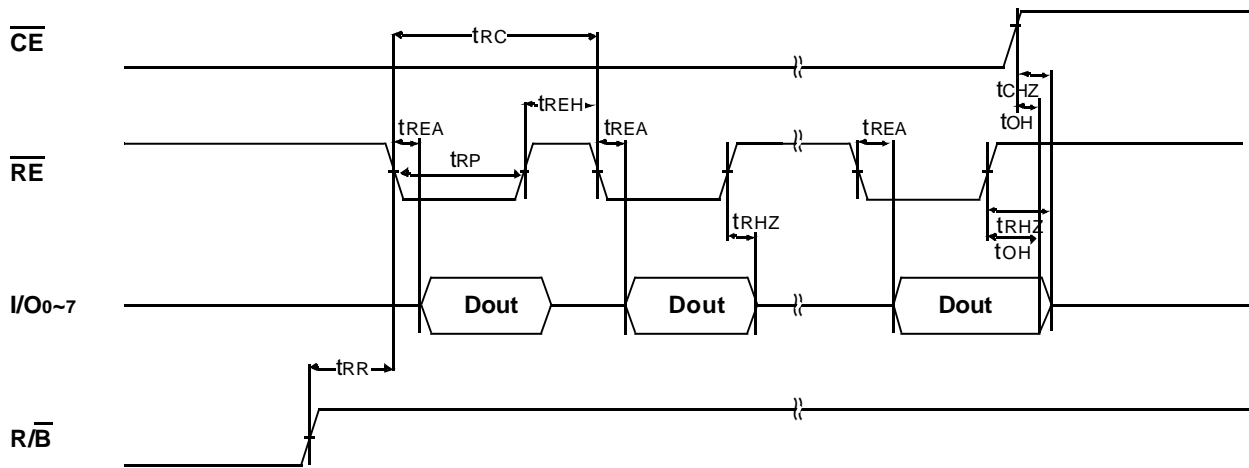 CE
tRC
tREH
tCHZ
tOH
tREA
tREA
tREA
RE
tRP
tRHZ
tRHZ
tOH
I/O0~7
Dout
Dout
Dout
tRR
R/B